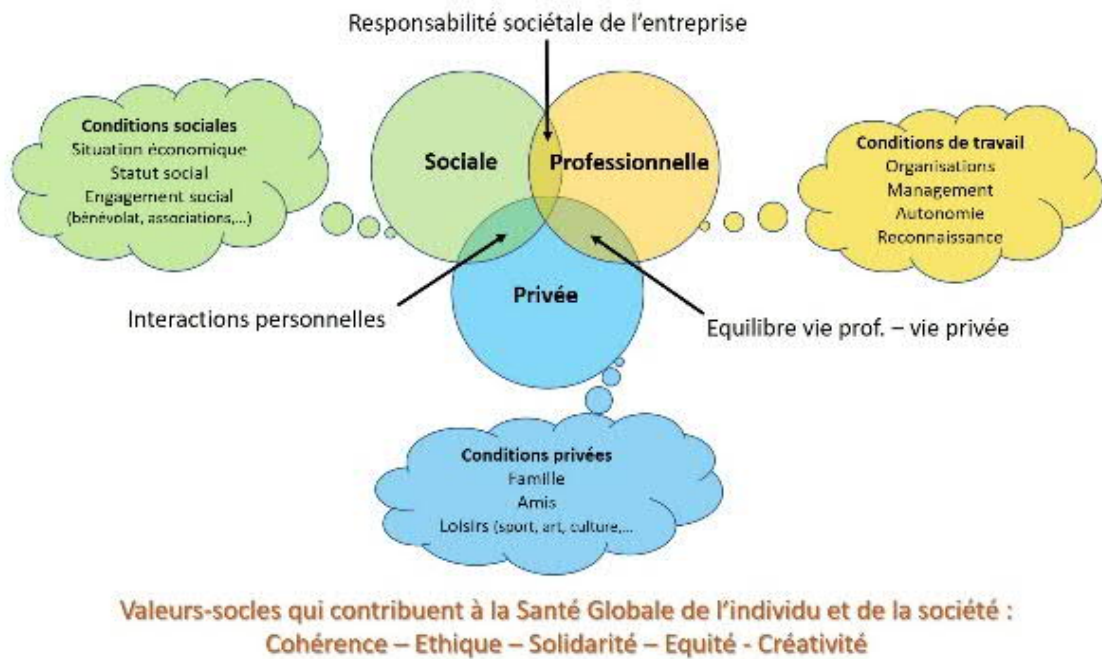 Responsabilité sociétale de l'entreprise
Conditions sociales
Situation économique
Statut social
Engagement social
(bénévolat, associations,...)
Sociale
Professionnelle
Conditions de travail
Organisations
Management
Autonomie
Reconnaissance
Privée
Interactions personnelles
Equilibre vie prof. – vie privée
Conditions privées
Famille
Amis
Loisirs (sport, art, culture,...
Valeurs-socles qui contribuent à la Santé Globale de l'individu et de la société :
Cohérence – Ethique – Solidarité – Equité - Créativité